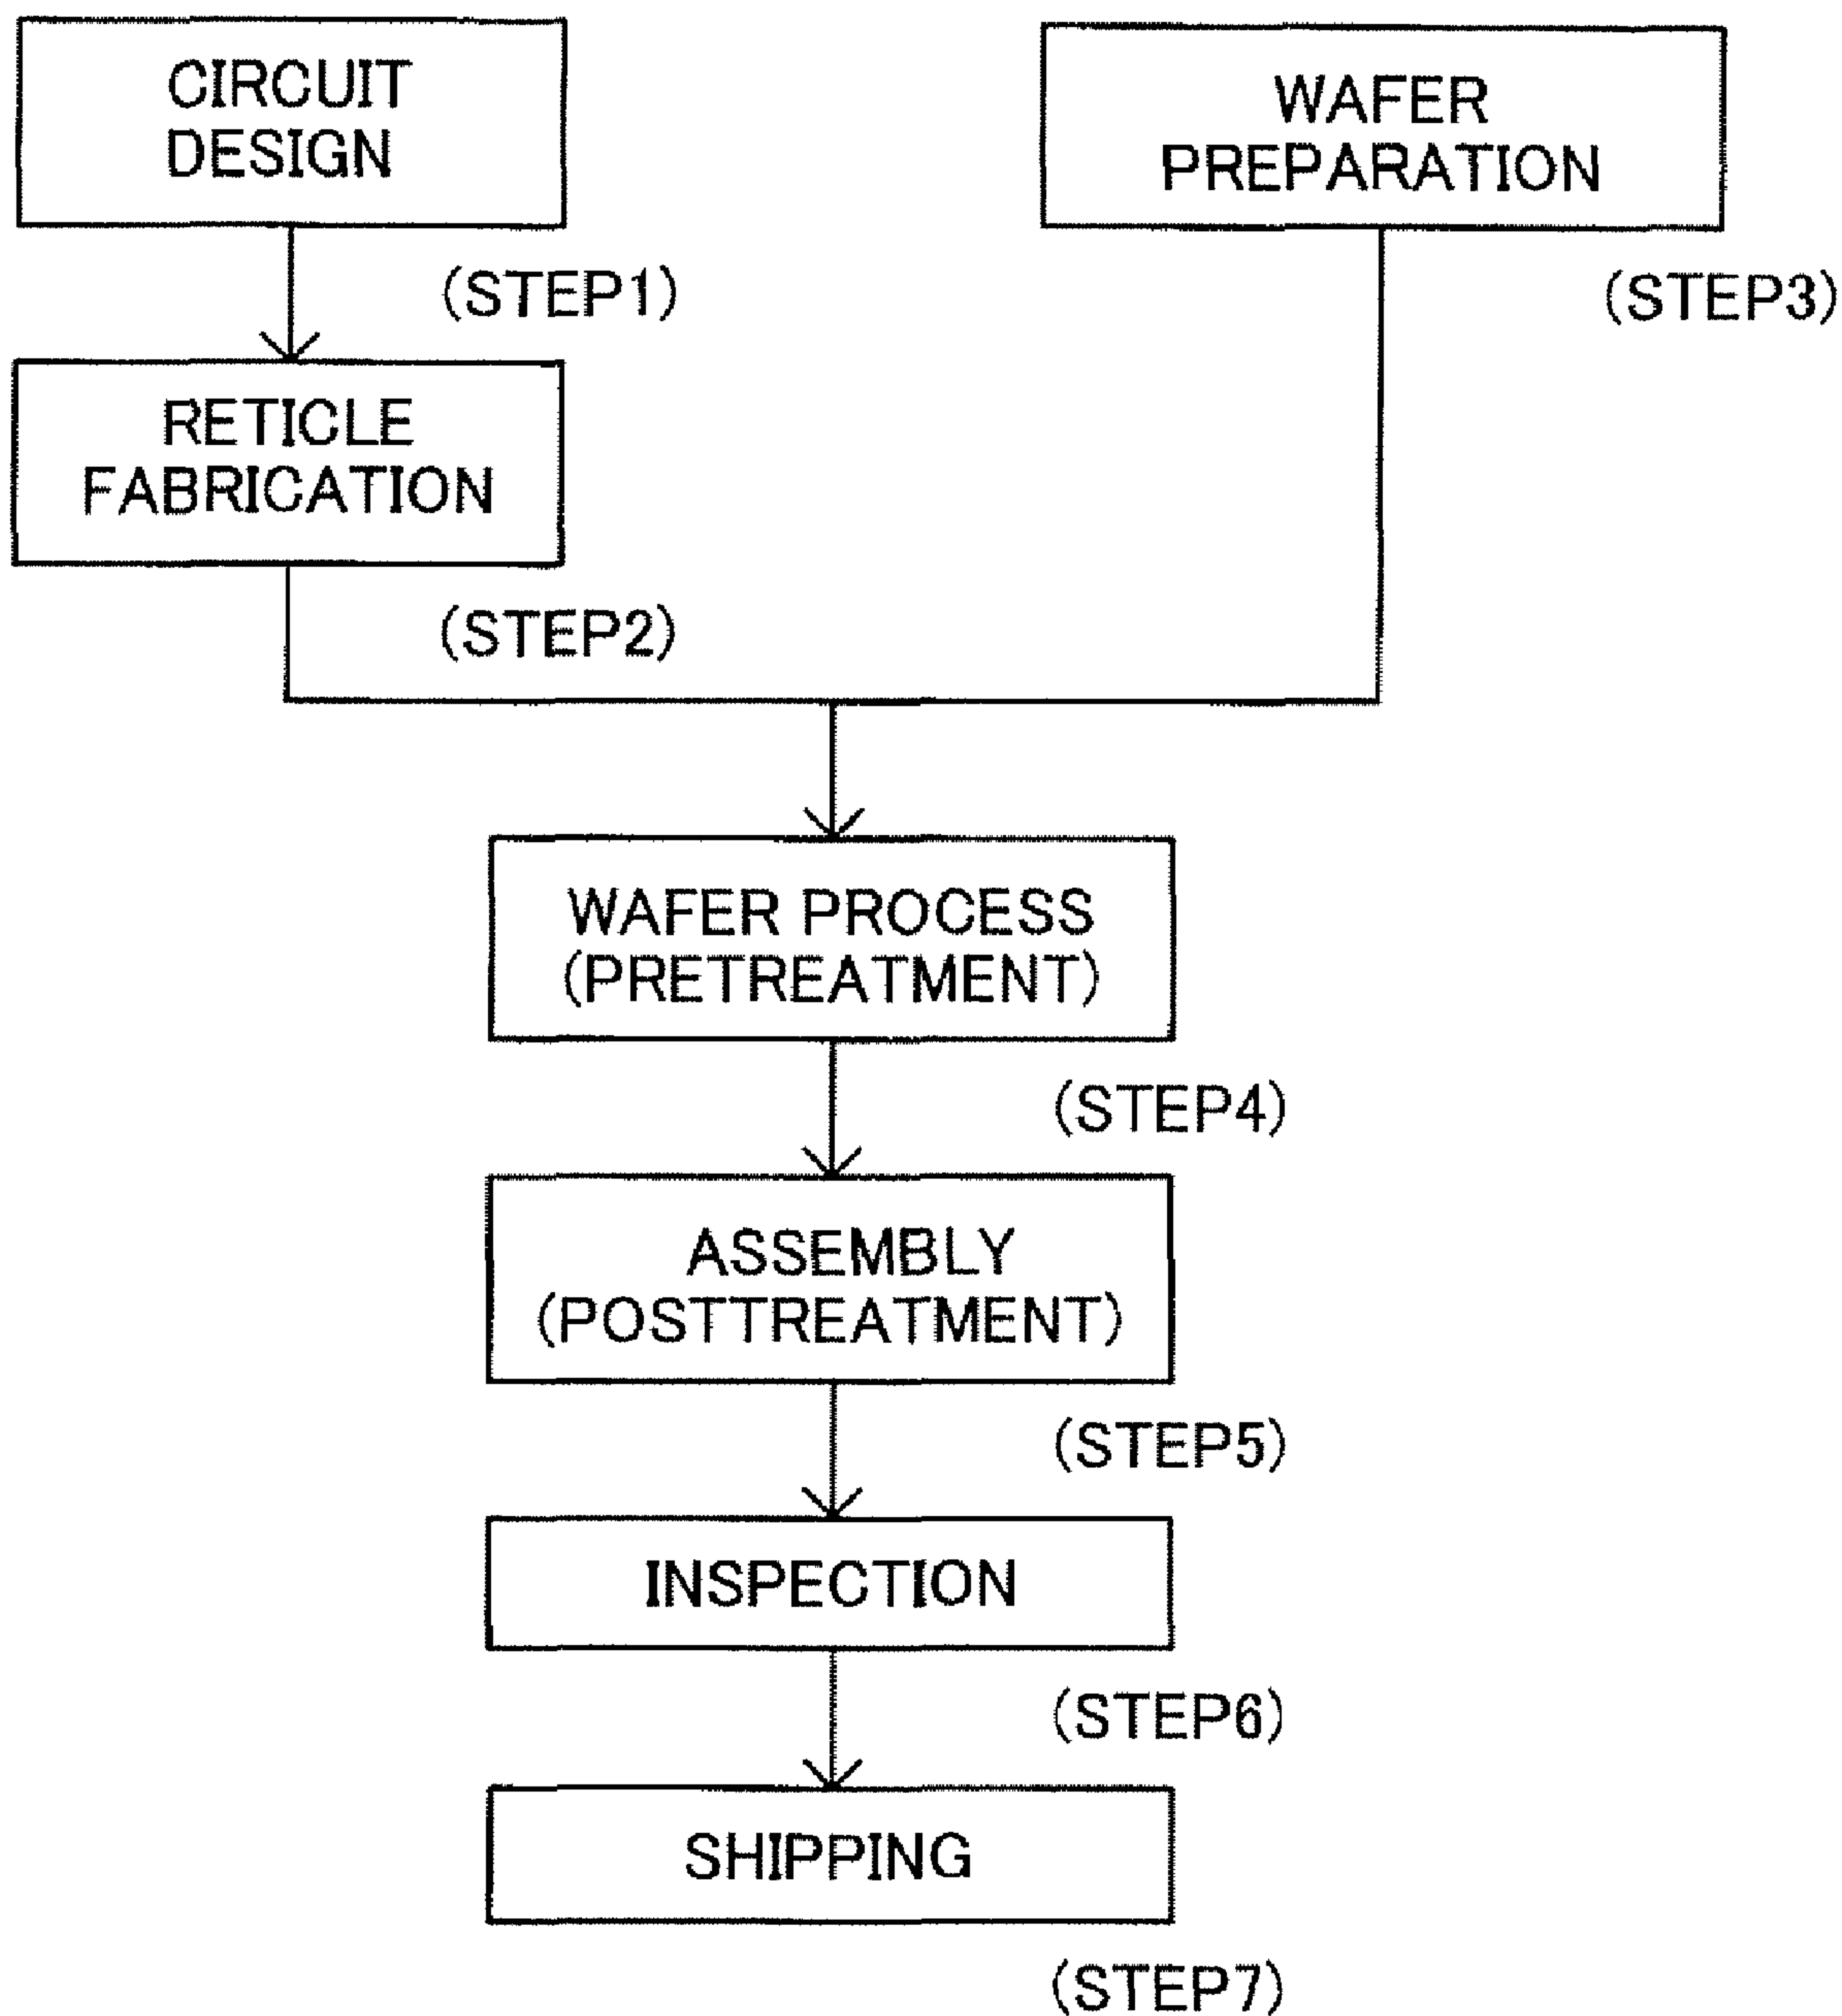 CIRCUIT
DESIGN
(STEP1)
RETICLE
FABRICATION
(STEP2)
WAFER
PREPARATION
(STEP3)
WAFER PROCESS
(PRETREATMENT)
(STEP4)
ASSEMBLY
(POSTTREATMENT)
(STEP5)
INSPECTION
(STEP6)
SHIPPING
(STEP7)